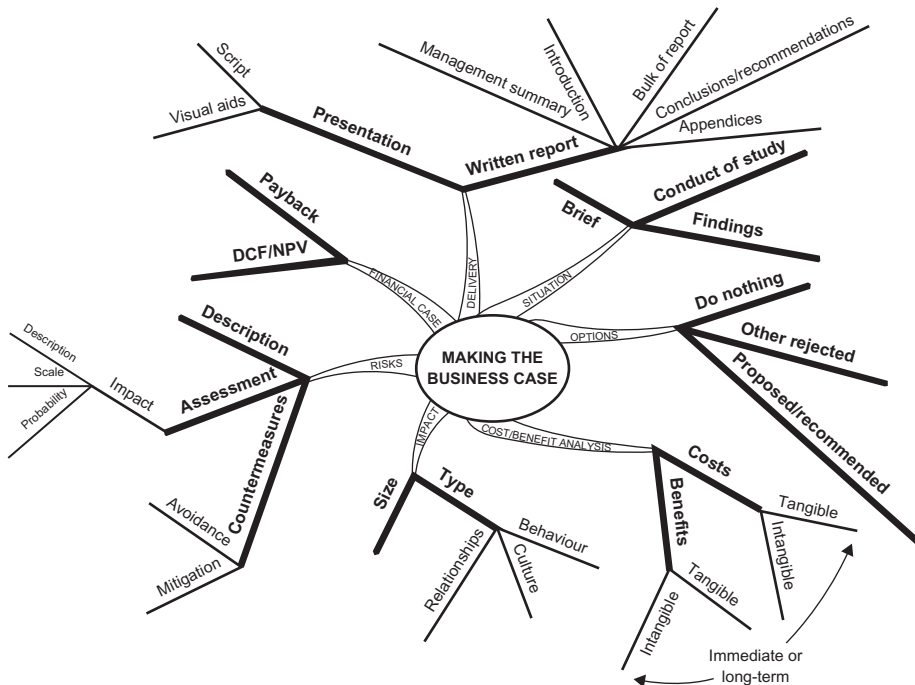 MAKING THE
BUSINESS CASE
DELIVERY
Presentation
Script
Visual aids
Written report
Management summary
Introduction
Bulk of report
Conclusions/recommendations
Appendices
SITUATION
Brief
Conduct of study
Findings
OPTIONS
Do nothing
Other rejected
Proposed/recommended
COST/BENEFIT ANALYSIS
Costs
Tangible
Intangible
Benefits
Tangible
Intangible
Immediate or
long-term
IMPACT
Type
Behaviour
Culture
Relationships
Size
RISKS
Description
Assessment
Impact
Description
Scale
Probability
Countermeasures
Avoidance
Mitigation
FINANCIAL CASE
Payback
DCF/NPV